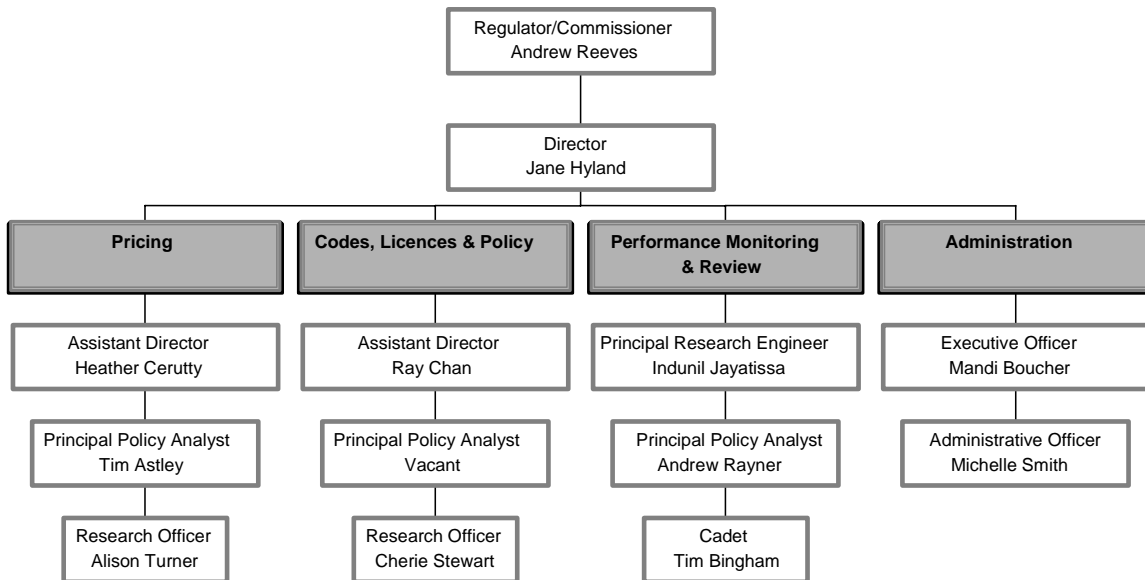 Regulator/Commissioner
Andrew Reeves
Director
Jane Hyland
Pricing
Codes, Licences & Policy
Performance Monitoring
& Review
Administration
Assistant Director
Heather Cerutty
Assistant Director
Ray Chan
Principal Research Engineer
Indunil Jayatissa
Executive Officer
Mandi Boucher
Principal Policy Analyst
Tim Astley
Principal Policy Analyst
Vacant
Principal Policy Analyst
Andrew Rayner
Administrative Officer
Michelle Smith
Research Officer
Alison Turner
Research Officer
Cherie Stewart
Cadet
Tim Bingham